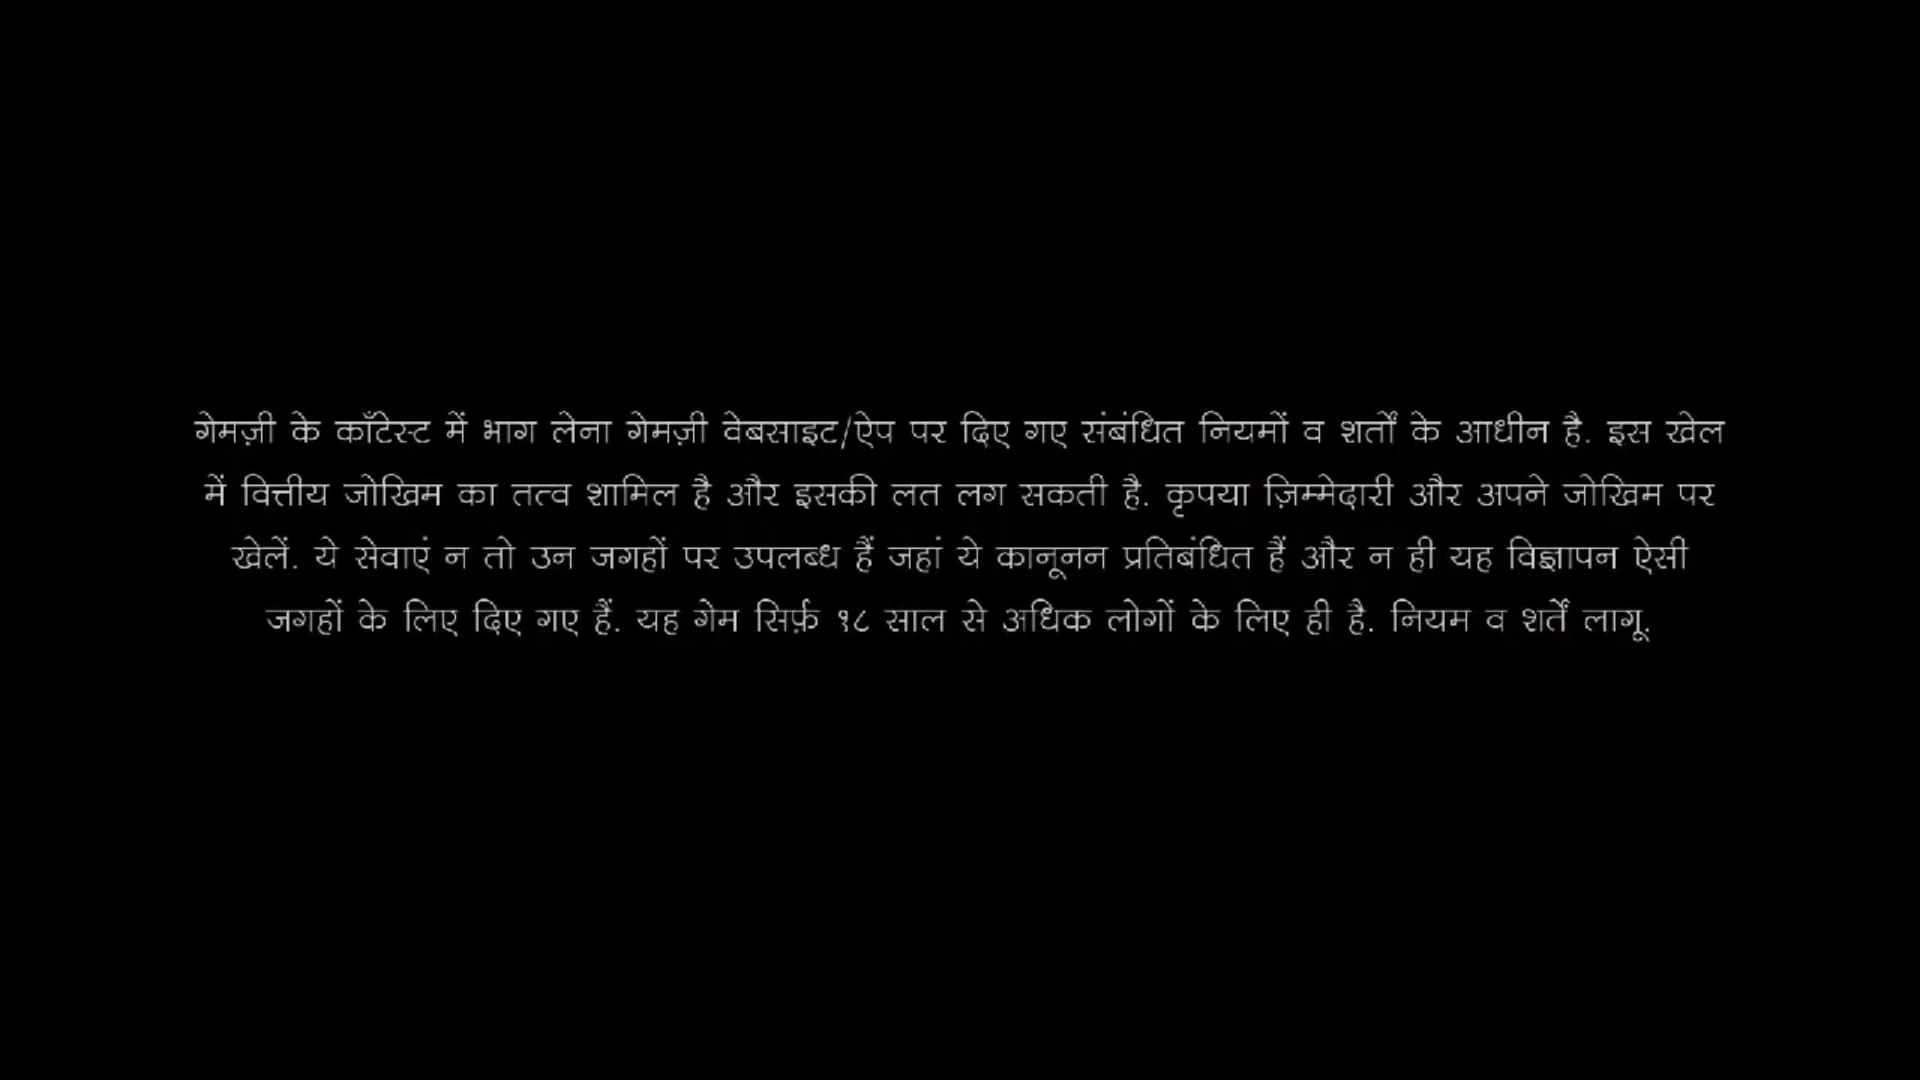 गेमज़ी के काँटेस्ट में भाग लेना गेमज़ी वेबसाइट/ऐप पर दिए गए संबंधित नियमों व शर्तों के आधीन है. इस खेल
में वित्तीय जोखिम का तत्व शामिल है और इसकी लत लग सकती है. कृपया ज़िम्मेदारी और अपने जोखिम पर
खेलें. ये सेवाएं न तो उन जगहों पर उपलब्ध हैं जहां ये कानूनन प्रतिबंधित हैं और न ही यह विज्ञापन ऐसी
जगहों के लिए दिए गए हैं. यह गेम सिर्फ़ १८ साल से अधिक लोगों के लिए ही है. नियम व शर्तें लागू.